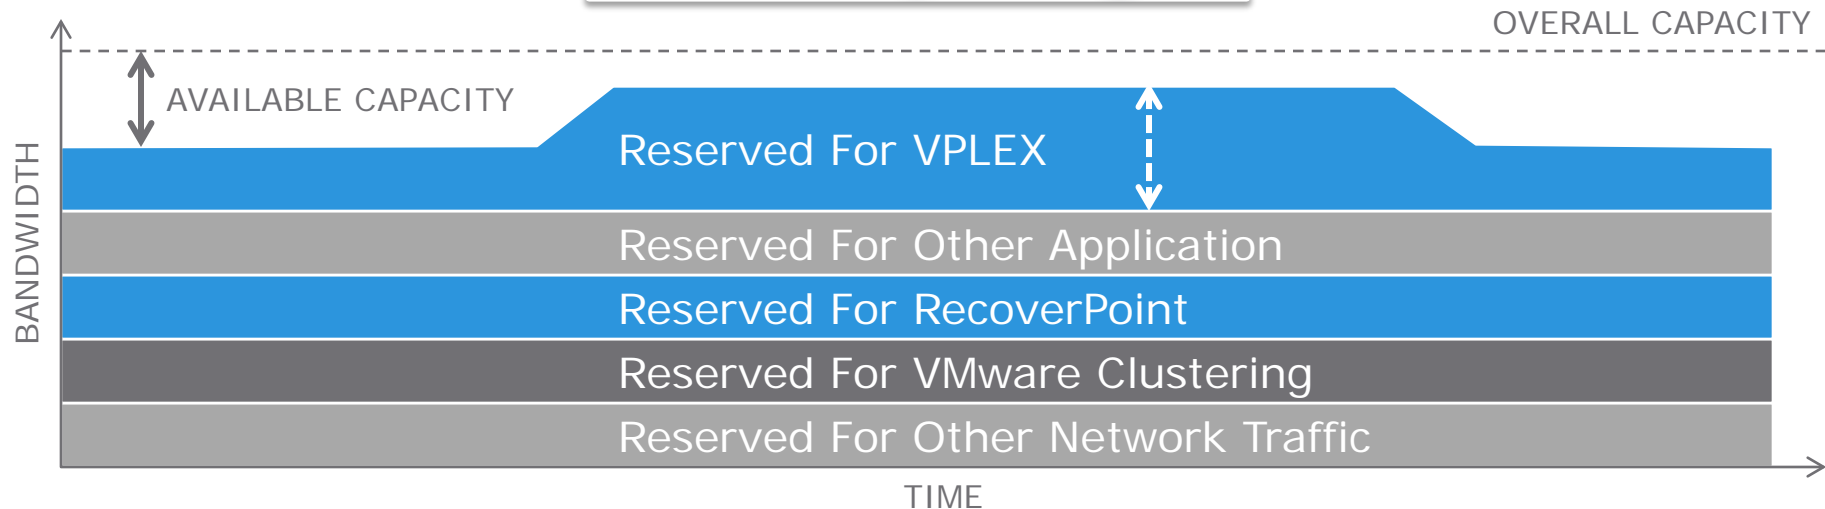 OVERALL CAPACITY
AVAILABLE CAPACITY
Reserved For VPLEX
Reserved For Other Application
Reserved For RecoverPoint
Reserved For VMware Clustering
Reserved For Other Network Traffic
BANDWIDTH
TIME